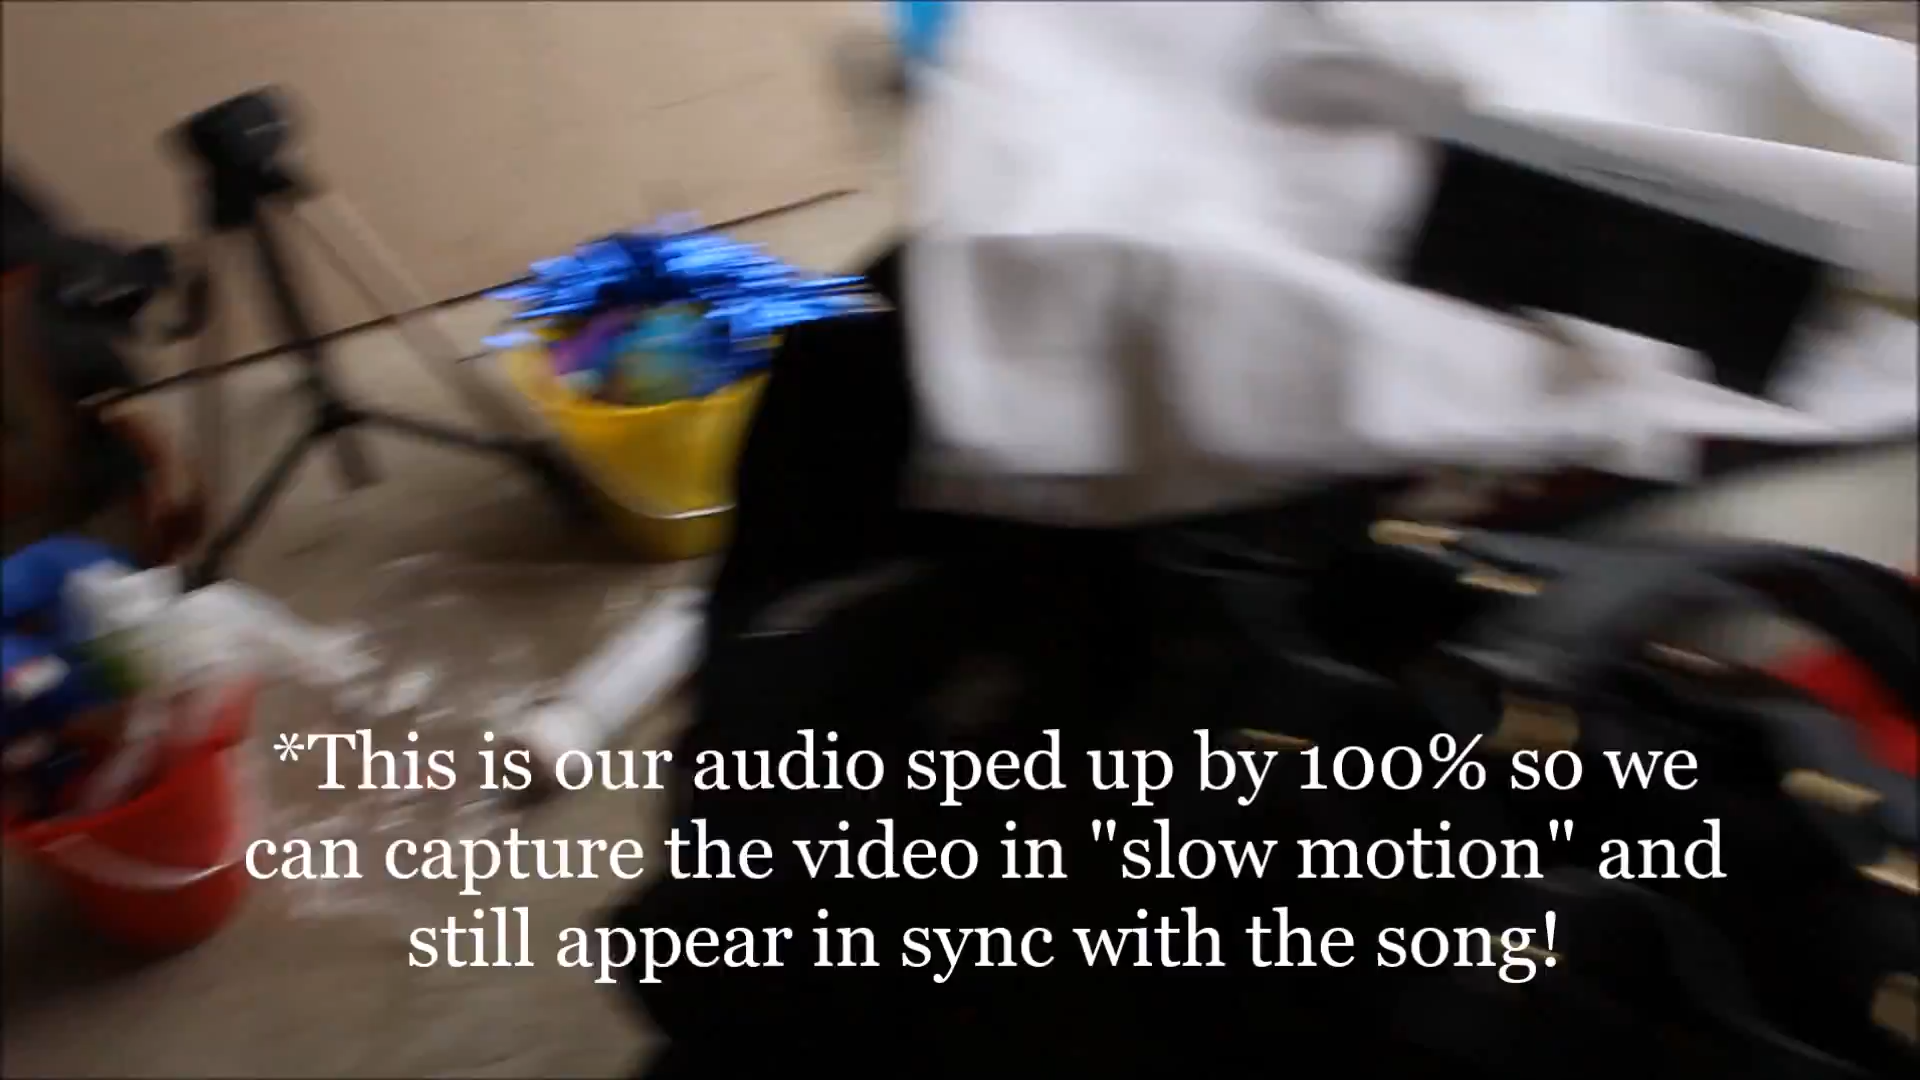 *This is our audio sped up by 100% so we
can capture the video in "slow motion" and
still appear in sync with the song!